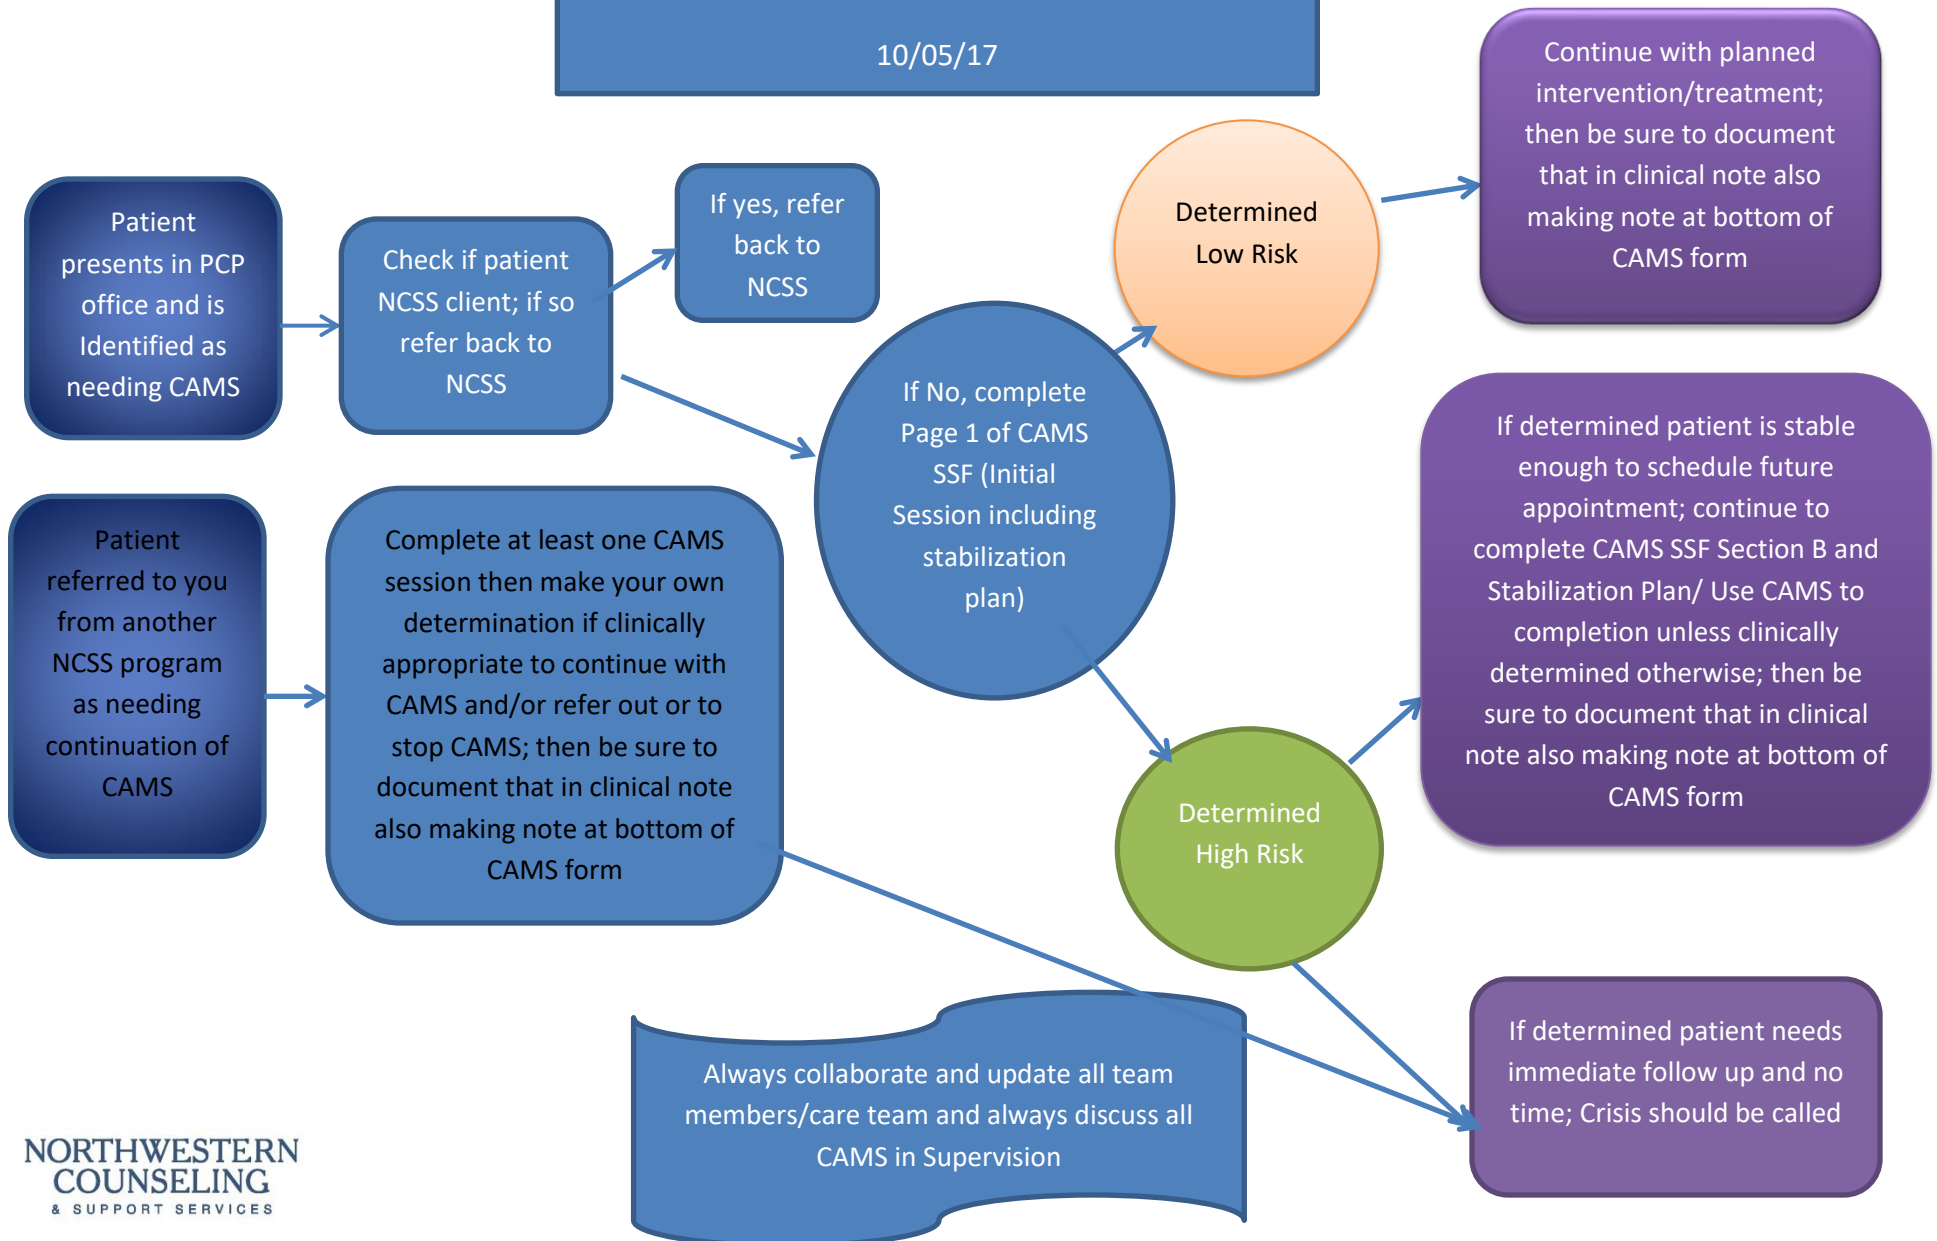 10/05/17
Patient
presents in PCP
office and is
Identified as
needing CAMS
Check if patient
NCSS client; if so
refer back to
NCSS
If yes, refer
back to
NCSS
If No, complete
Page 1 of CAMS
SSF (Initial
Session including
stabilization
plan)
Determined
Low Risk
Continue with planned
intervention/treatment;
then be sure to document
that in clinical note also
making note at bottom of
CAMS form
Patient
referred to you
from another
NCSS program
as needing
continuation of
CAMS
Complete at least one CAMS
session then make your own
determination if clinically
appropriate to continue with
CAMS and/or refer out or to
stop CAMS; then be sure to
document that in clinical note
also making note at bottom of
CAMS form
Determined
High Risk
If determined patient is stable
enough to schedule future
appointment; continue to
complete CAMS SSF Section B and
Stabilization Plan/ Use CAMS to
completion unless clinically
determined otherwise; then be
sure to document that in clinical
note also making note at bottom of
CAMS form
If determined patient needs
immediate follow up and no
time; Crisis should be called
Always collaborate and update all team
members/care team and always discuss all
CAMS in Supervision
NORTHWESTERN
COUNSELING
& SUPPORT SERVICES